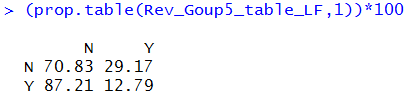 > (prop.table(Rev_Goup5_table_LF,1))*100
N Y
N 70.83 29.17
Y 87.21 12.79